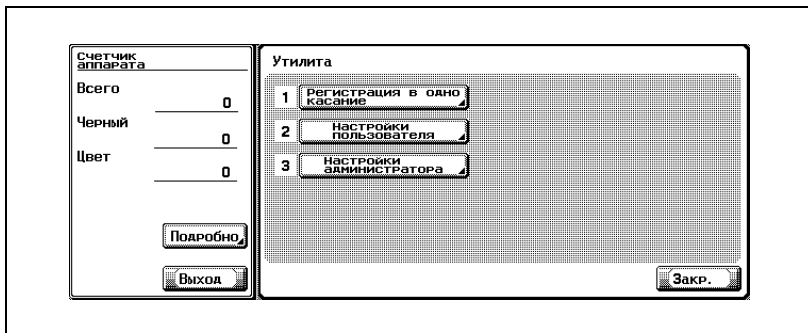 Счетчик
аппарата
Всего
0
Черный
0
Цвет
0
Подробно
Выход
Утилита
1 Регистрация в одно
касание
2 Настройки
пользователя
3 Настройки
администратора
Закр.